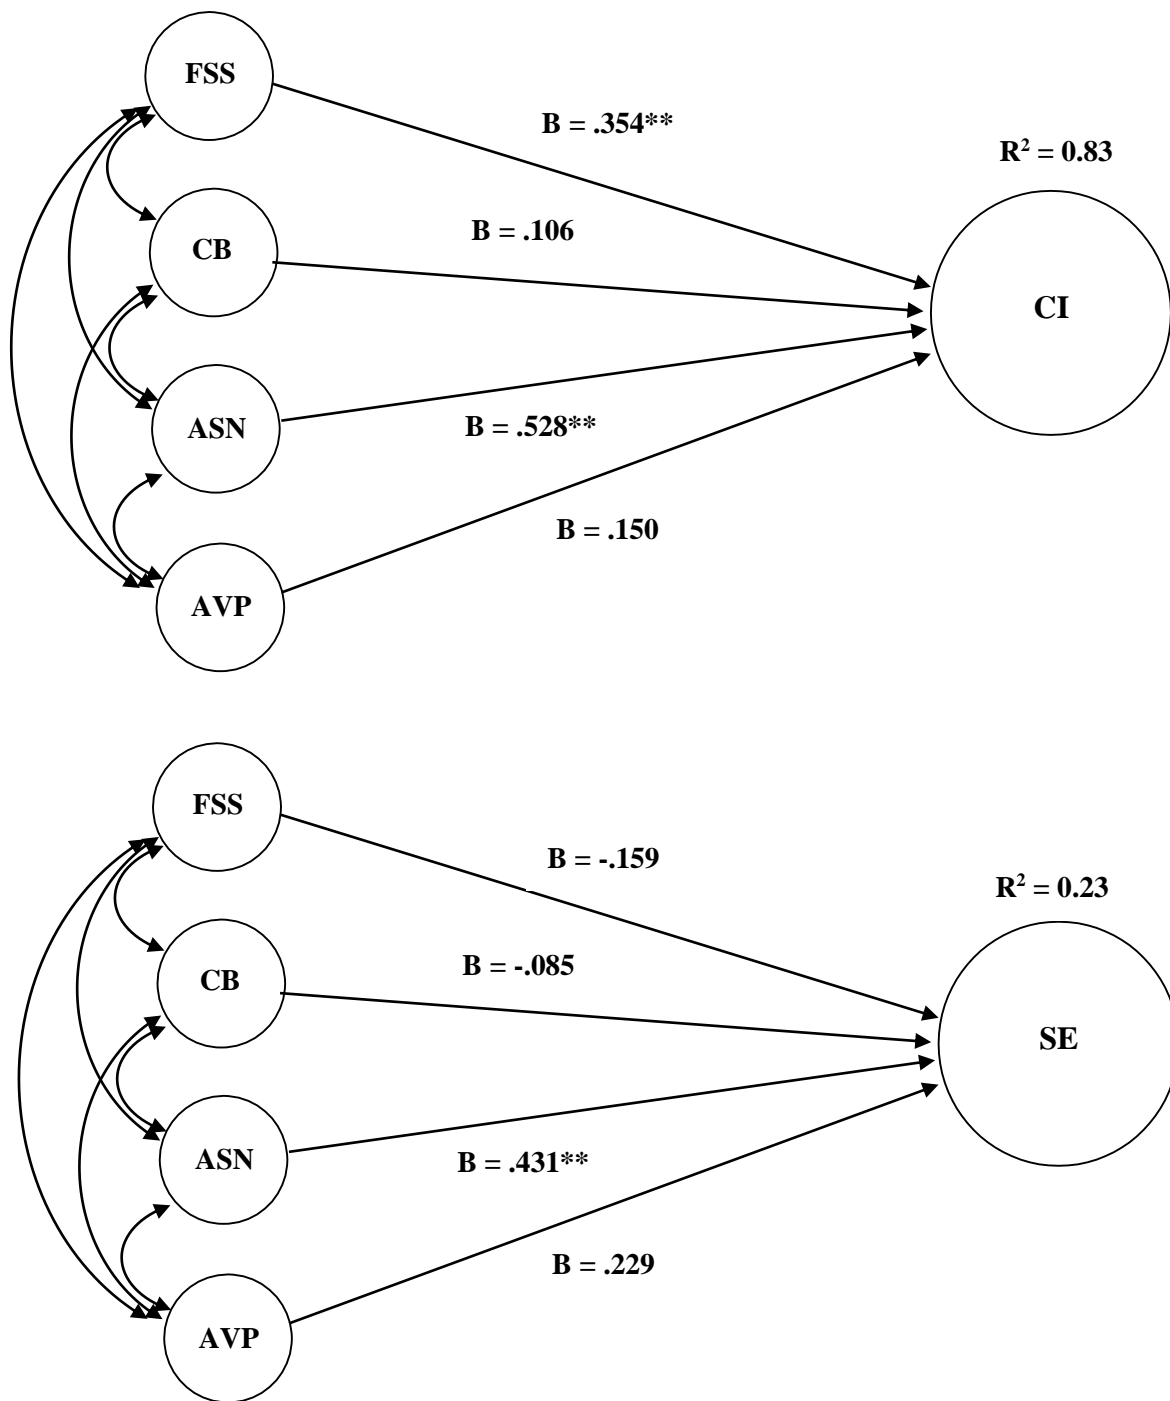 FSS
B = .354**
R² = 0.83
B = .106
CB
CI
ASN
B = .528**
B = .150
AVP
FSS
B = -.159
R² = 0.23
B = -.085
CB
SE
ASN
B = .431**
B = .229
AVP